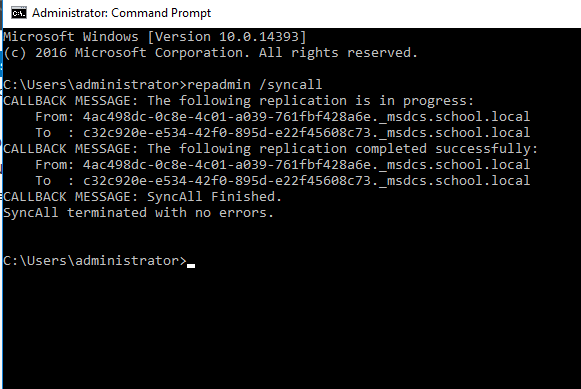 Administrator: Command Prompt
Microsoft Windows [Version 10.0.14393]
(c) 2016 Microsoft Corporation. All rights reserved.
C:\Users\administrator>repadmin /syncall
CALLBACK MESSAGE: The following replication is in progress:
From: 4ac498dc-0c8e-4c01-a039-761fbf428a6e._msdcs.school.local
To  : c32c920e-e534-42f0-895d-e22f45608c73._msdcs.school.local
CALLBACK MESSAGE: The following replication completed successfully:
From: 4ac498dc-0c8e-4c01-a039-761fbf428a6e._msdcs.school.local
To  : c32c920e-e534-42f0-895d-e22f45608c73._msdcs.school.local
CALLBACK MESSAGE: SyncAll Finished.
SyncAll terminated with no errors.
C:\Users\administrator>